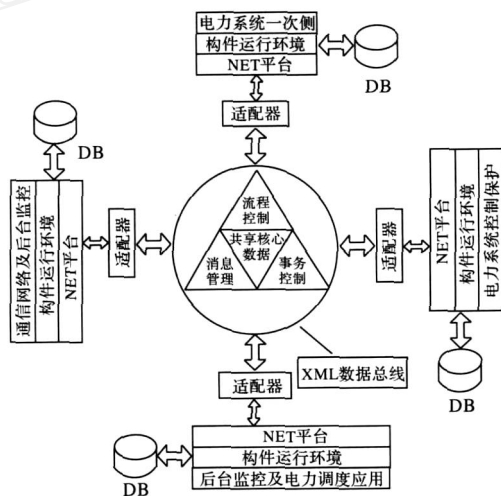 电力系统一次侧
构件运行环境
NET平台
DB
适配器
DB
通信网络及后台监控
构件运行环境
NET平台
适配器
流程
控制
共享核心
数据
消息
管理
事务
控制
适配器
NET平台
构件运行环境
电力系统控制保护
DB
XML数据总线
适配器
NET平台
构件运行环境
后台监控及电力调度应用
DB